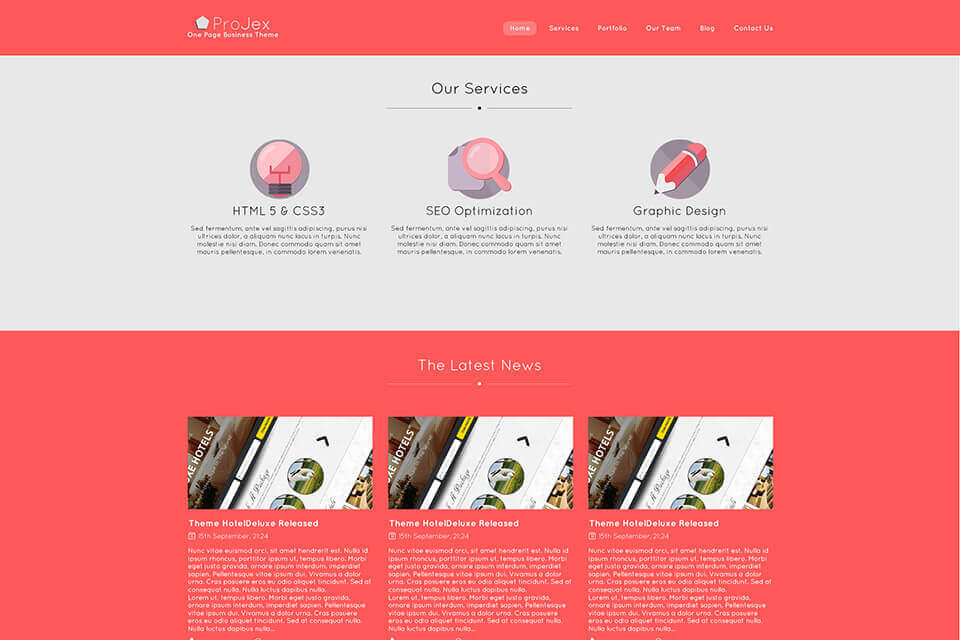 ProJex
One Page Business Theme
Home Services Portfolio Our Team Blog Contact Us
Our Services
HTML 5 & CSS3
Sed fermentum, ante vel sagittis adipiscing, purus nisi
ultrices dolor, a aliquam nunc lacus in turpis. Nunc
molestie nisi diam. Donec commodo quam sit amet
mauris pellentesque, in commodo lorem venenatis.
SEO Optimization
Sed fermentum, ante vel sagittis adipiscing, purus nisi
ultrices dolor, a aliquam nunc lacus in turpis. Nunc
molestie nisi diam. Donec commodo quam sit amet
mauris pellentesque, in commodo lorem venenatis.
Graphic Design
Sed fermentum, ante vel sagittis adipiscing, purus nisi
ultrices dolor, a aliquam nunc lacus in turpis. Nunc
molestie nisi diam. Donec commodo quam sit amet
mauris pellentesque, in commodo lorem venenatis.
The Latest News
XE HOTELS
Theme HotelDeluxe Released
15th September, 21:24
Nunc vitae euismod orci, sit amet hendrerit est. Nulla id
ipsum rhoncus, porttitor ipsum ut, tempus libero. Morbi
eget justo gravida, ornare ipsum interdum, imperdiet
sapien. Pellentesque vitae ipsum dui. Vivamus a dolor
urna. Cras posuere eros eu odio aliquet tincidunt. Sed at
consequat nulla. Nulla luctus dapibus nulla.
Lorem ut, tempus libero. Morbi eget justo gravida,
ornare ipsum interdum, imperdiet sapien. Pellentesque
vitae ipsum dui. Vivamus a dolor urna. Cras posuere
eros eu odio aliquet tincidunt. Sed at consequat nulla.
Nulla luctus dapibus nulla...
XE HOTELS
Theme HotelDeluxe Released
15th September, 21:24
Nunc vitae euismod orci, sit amet hendrerit est. Nulla id
ipsum rhoncus, porttitor ipsum ut, tempus libero. Morbi
eget justo gravida, ornare ipsum interdum, imperdiet
sapien. Pellentesque vitae ipsum dui. Vivamus a dolor
urna. Cras posuere eros eu odio aliquet tincidunt. Sed at
consequat nulla. Nulla luctus dapibus nulla.
Lorem ut, tempus libero. Morbi eget justo gravida,
ornare ipsum interdum, imperdiet sapien. Pellentesque
vitae ipsum dui. Vivamus a dolor urna. Cras posuere
eros eu odio aliquet tincidunt. Sed at consequat nulla.
Nulla luctus dapibus nulla...
XE HOTELS
Theme HotelDeluxe Released
15th September, 21:24
Nunc vitae euismod orci, sit amet hendrerit est. Nulla id
ipsum rhoncus, porttitor ipsum ut, tempus libero. Morbi
eget justo gravida, ornare ipsum interdum, imperdiet
sapien. Pellentesque vitae ipsum dui. Vivamus a dolor
urna. Cras posuere eros eu odio aliquet tincidunt. Sed at
consequat nulla. Nulla luctus dapibus nulla.
Lorem ut, tempus libero. Morbi eget justo gravida,
ornare ipsum interdum, imperdiet sapien. Pellentesque
vitae ipsum dui. Vivamus a dolor urna. Cras posuere
eros eu odio aliquet tincidunt. Sed at consequat nulla.
Nulla luctus dapibus nulla...